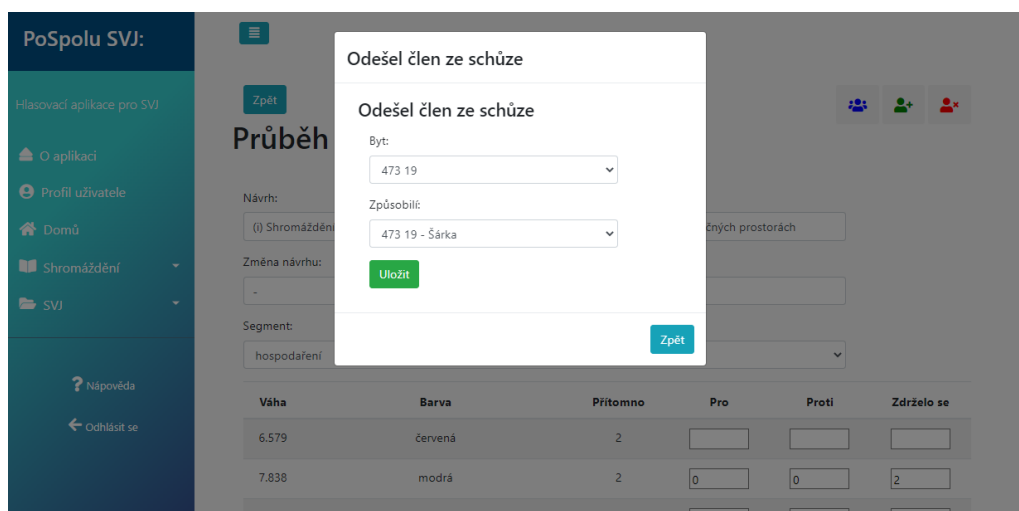 PoSpolu SVJ:
Hlasovací aplikace pro SVJ
O aplikaci
Profil uživatele
Domů
Shromáždění
SVJ
Nápověda
Odhlásit se
Zpět
Průběh
Návrh:
(i) Shromáždění
čných prostorách
Změna návrhu:
-
Segment:
hospodaření
Odešel člen ze schůze
Odešel člen ze schůze
Byt:
473 19
Způsobilí:
473 19 - Šárka
Uložit
Zpět
Váha Barva Přítomno Pro Proti Zdrželo se
6.579 červená 2
7.838 modrá 2 0 0 2